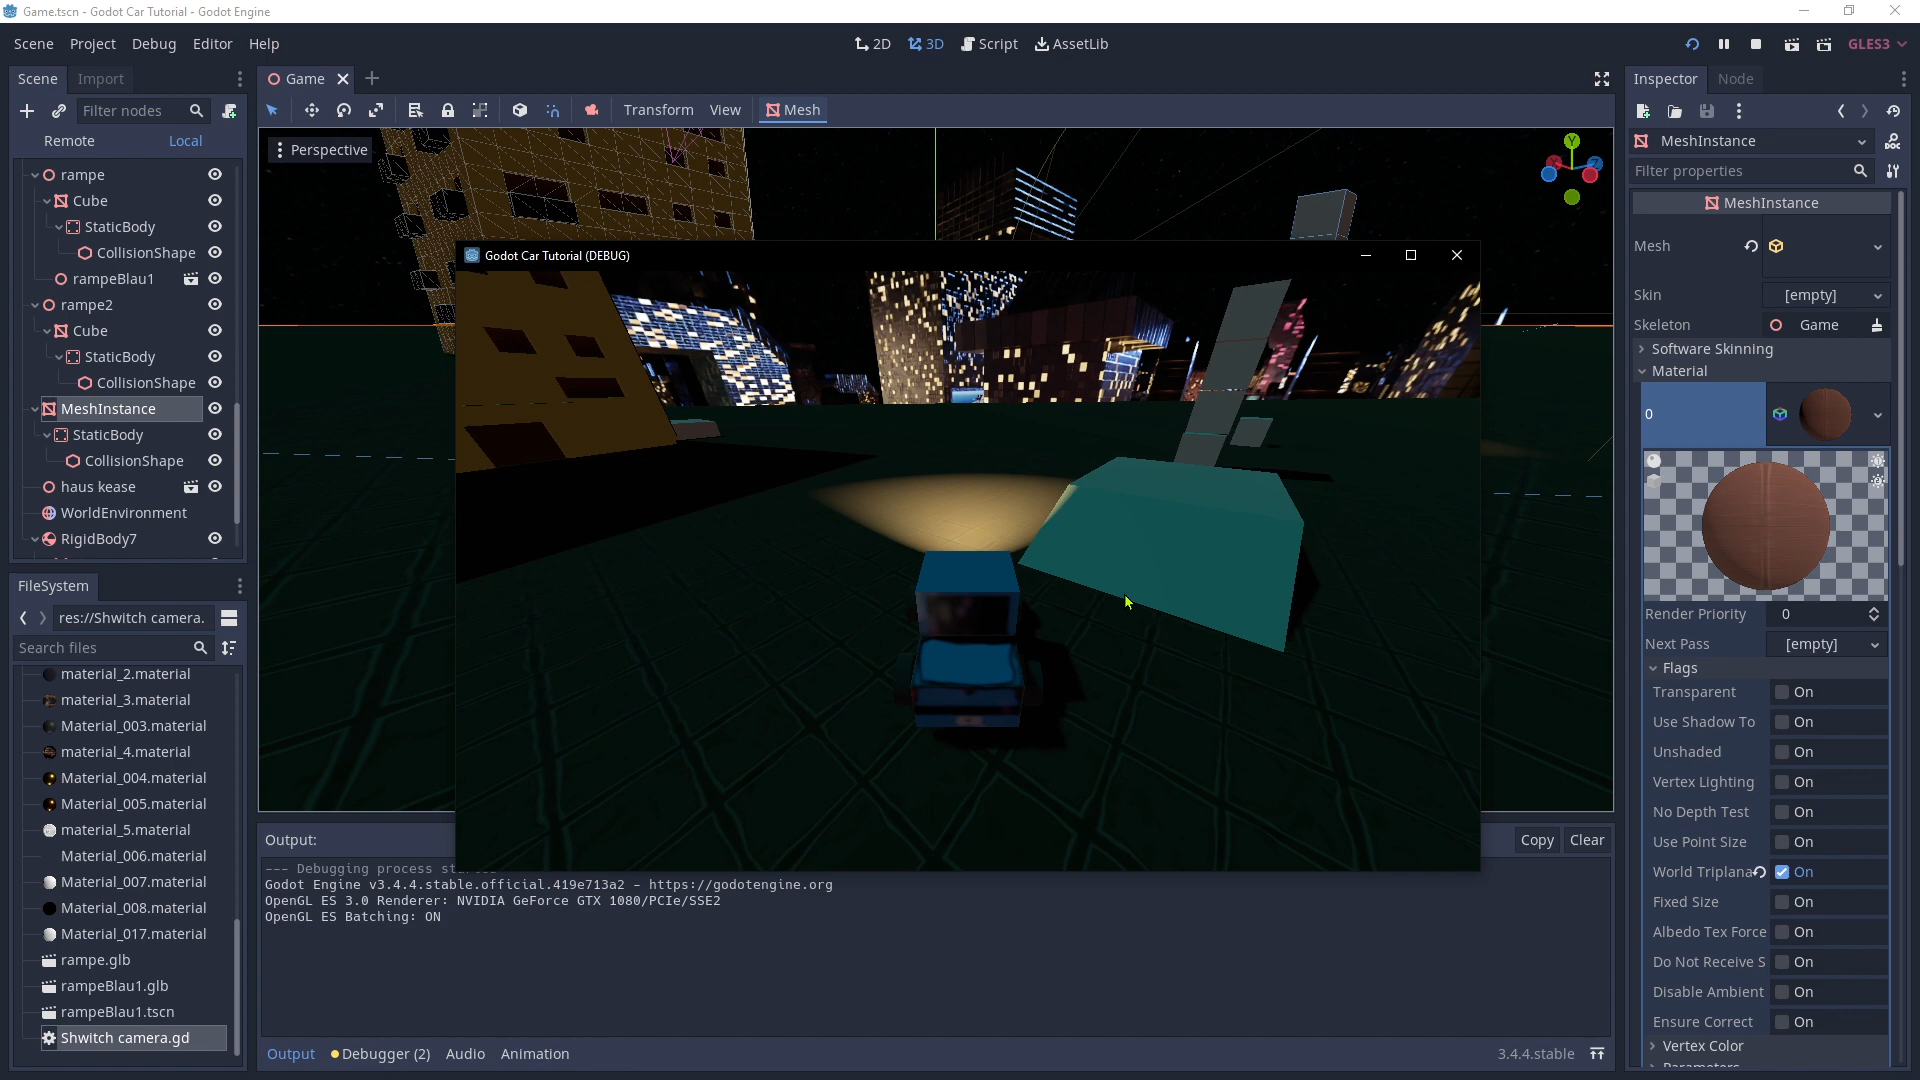 Game.tscn - Godot Car Tutorial - Godot Engine
Scene Project Debug Editor Help
2D 3D Script AssetLib
GLES3
Scene Import
Filter nodes
Remote Local
rampe
Cube
StaticBody
CollisionShape
rampeBlau1
rampe2
Cube
StaticBody
CollisionShape
MeshInstance
StaticBody
CollisionShape
haus kease
WorldEnvironment
RigidBody7
FileSystem
res://Shwitch camera.
Search files
material_2.material
material_3.material
Material_003.material
material_4.material
Material_004.material
Material_005.material
material_5.material
Material_006.material
Material_007.material
Material_008.material
Material_017.material
rampe.glb
rampeBlau1.glb
rampeBlau1.tscn
Shwitch camera.gd
Game
Transform View Mesh
Perspective
Godot Car Tutorial (DEBUG)
Output:
Copy Clear
--- Debugging process st
Godot Engine v3.4.4.stable.official.419e713a2 - https://godotengine.org
OpenGL ES 3.0 Renderer: NVIDIA GeForce GTX 1080/PCIe/SSE2
OpenGL ES Batching: ON
Output Debugger (2) Audio Animation
3.4.4.stable
Inspector Node
MeshInstance
Filter properties
MeshInstance
Mesh
Skin [empty]
Skeleton Game
Software Skinning
Material
0
Render Priority 0
Next Pass [empty]
Flags
Transparent On
Use Shadow To On
Unshaded On
Vertex Lighting On
No Depth Test On
Use Point Size On
World Triplana On
Fixed Size On
Albedo Tex Force On
Do Not Receive S On
Disable Ambient On
Ensure Correct On
Vertex Color